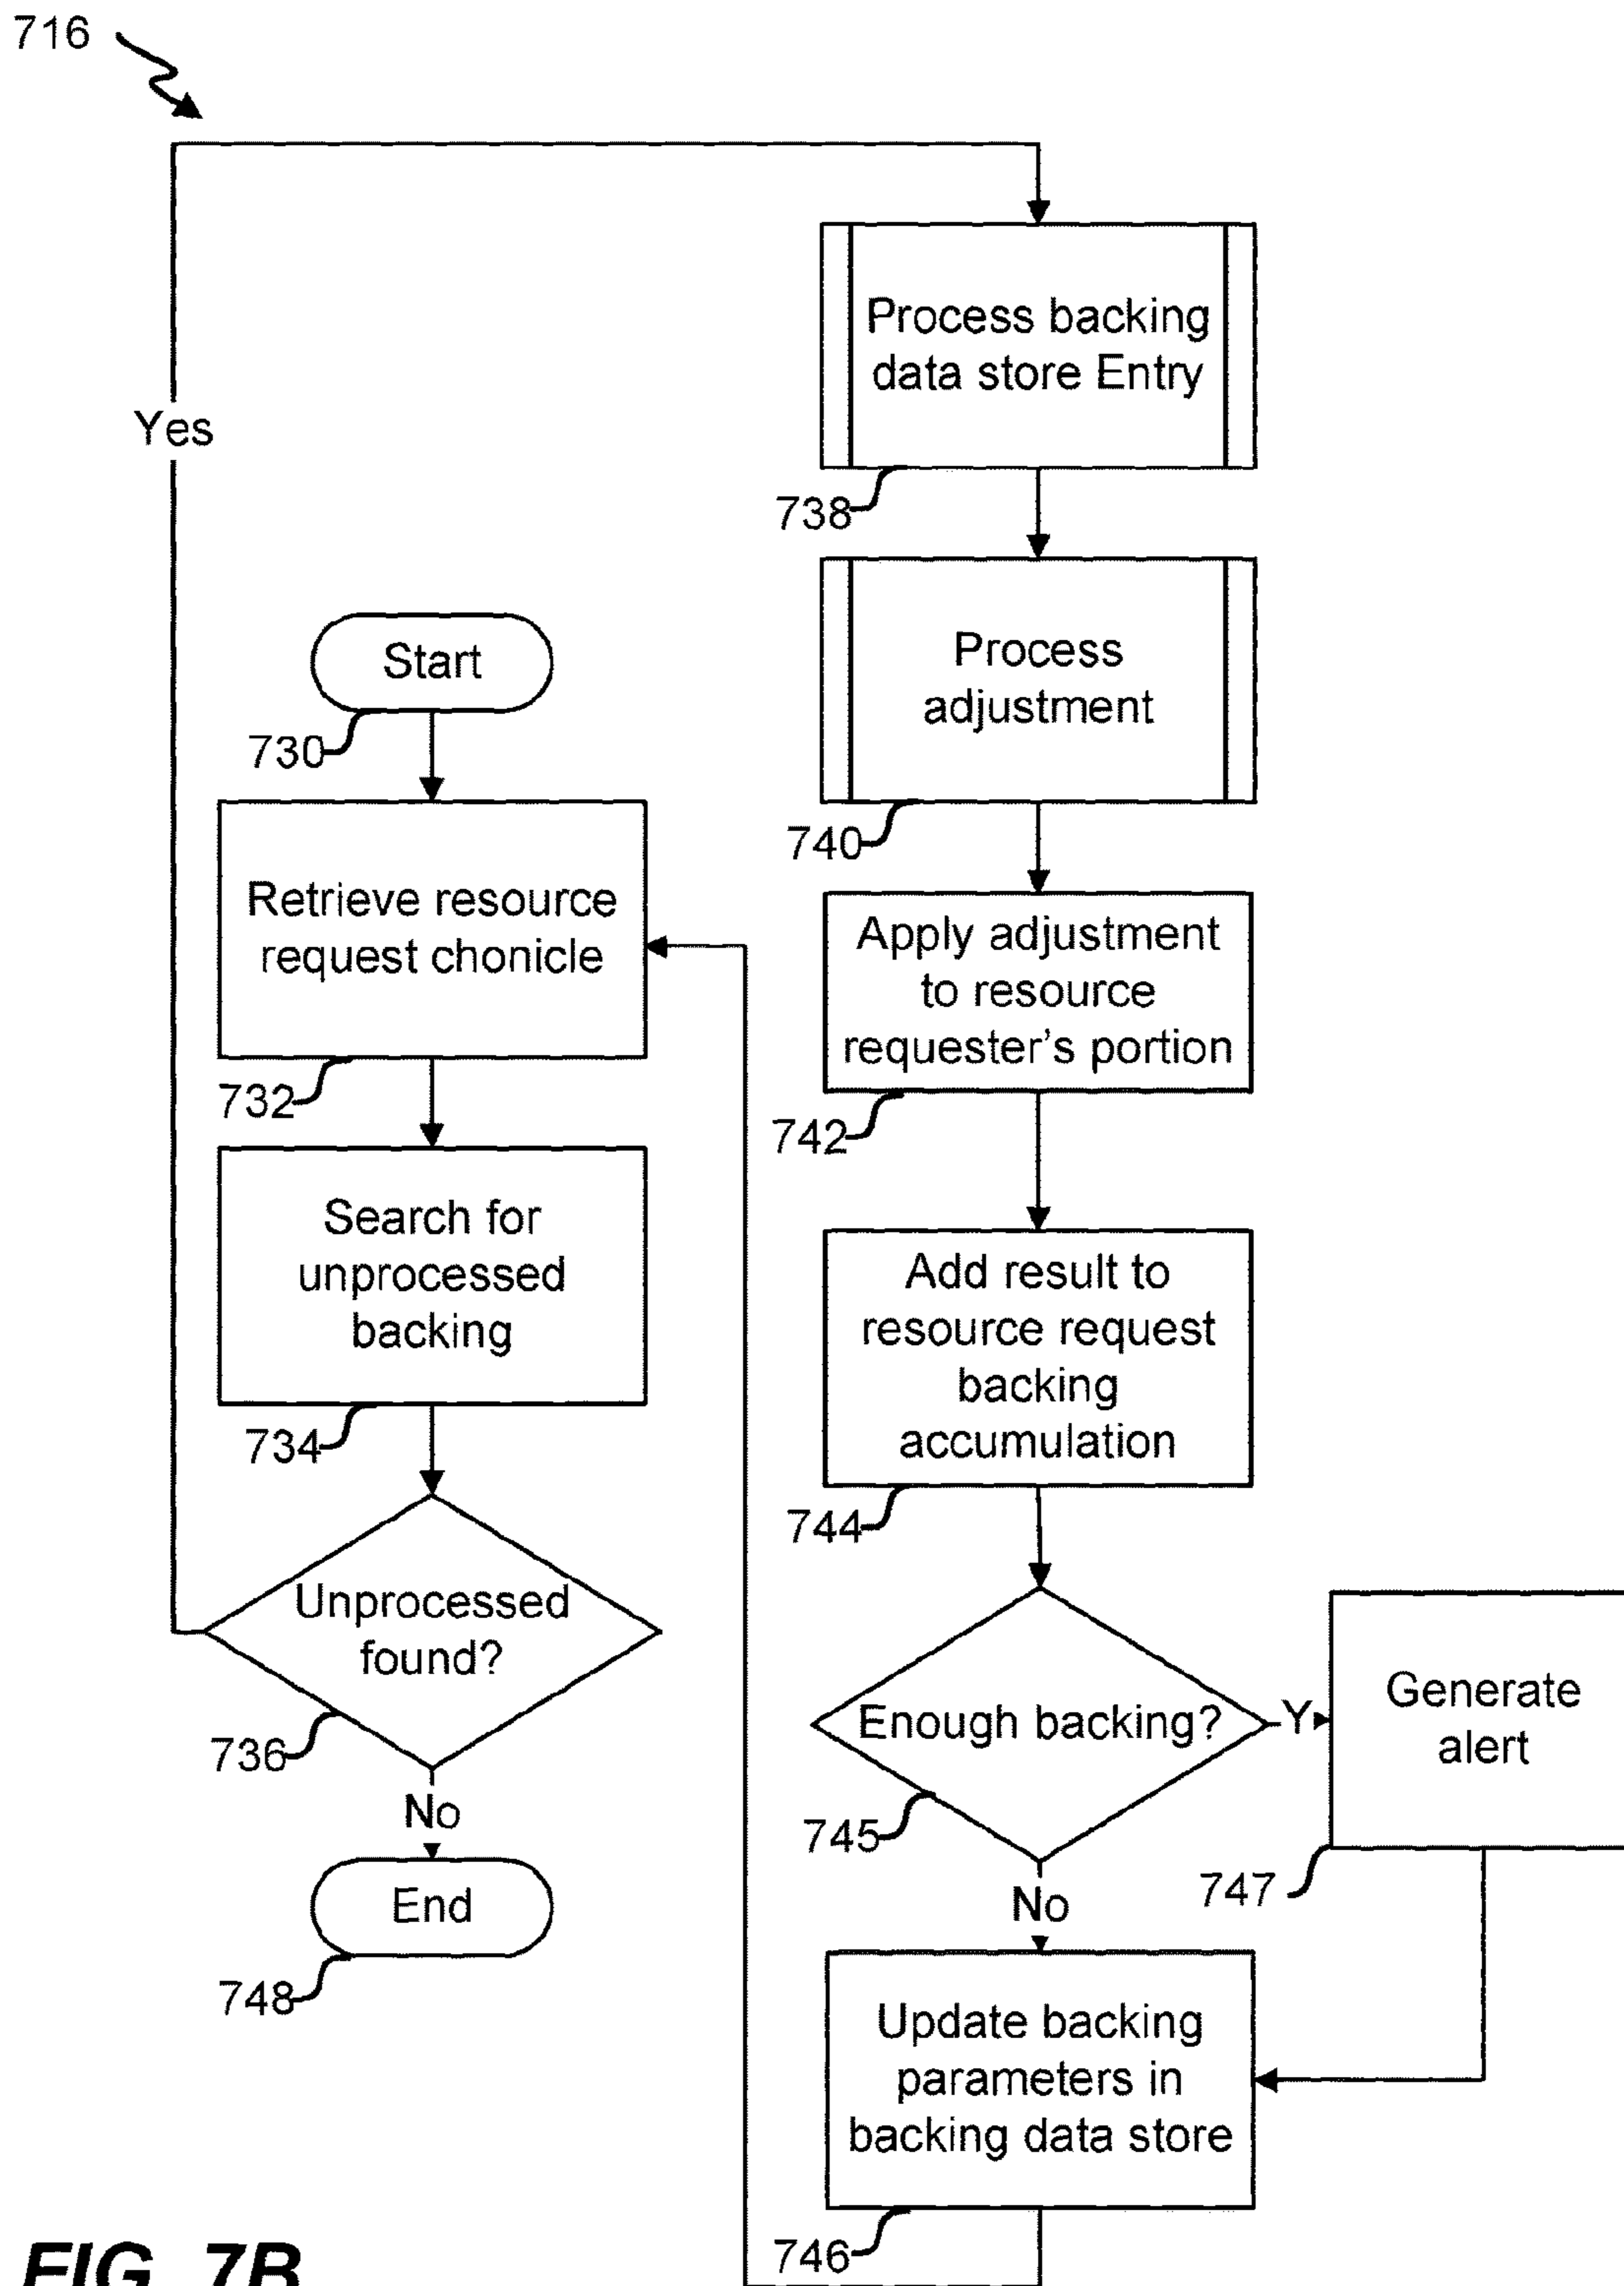 716
Yes
Process backing
data store Entry
738
Process
adjustment
740
Start
730
Retrieve resource
request chonicle
732
Apply adjustment
to resource
requester's portion
742
Search for
unprocessed
backing
734
Add result to
resource request
backing
accumulation
744
Unprocessed
found?
736
No
End
748
Enough backing?
Y
745
No
Generate
alert
747
Update backing
parameters in
backing data store
746
FIG. 7B